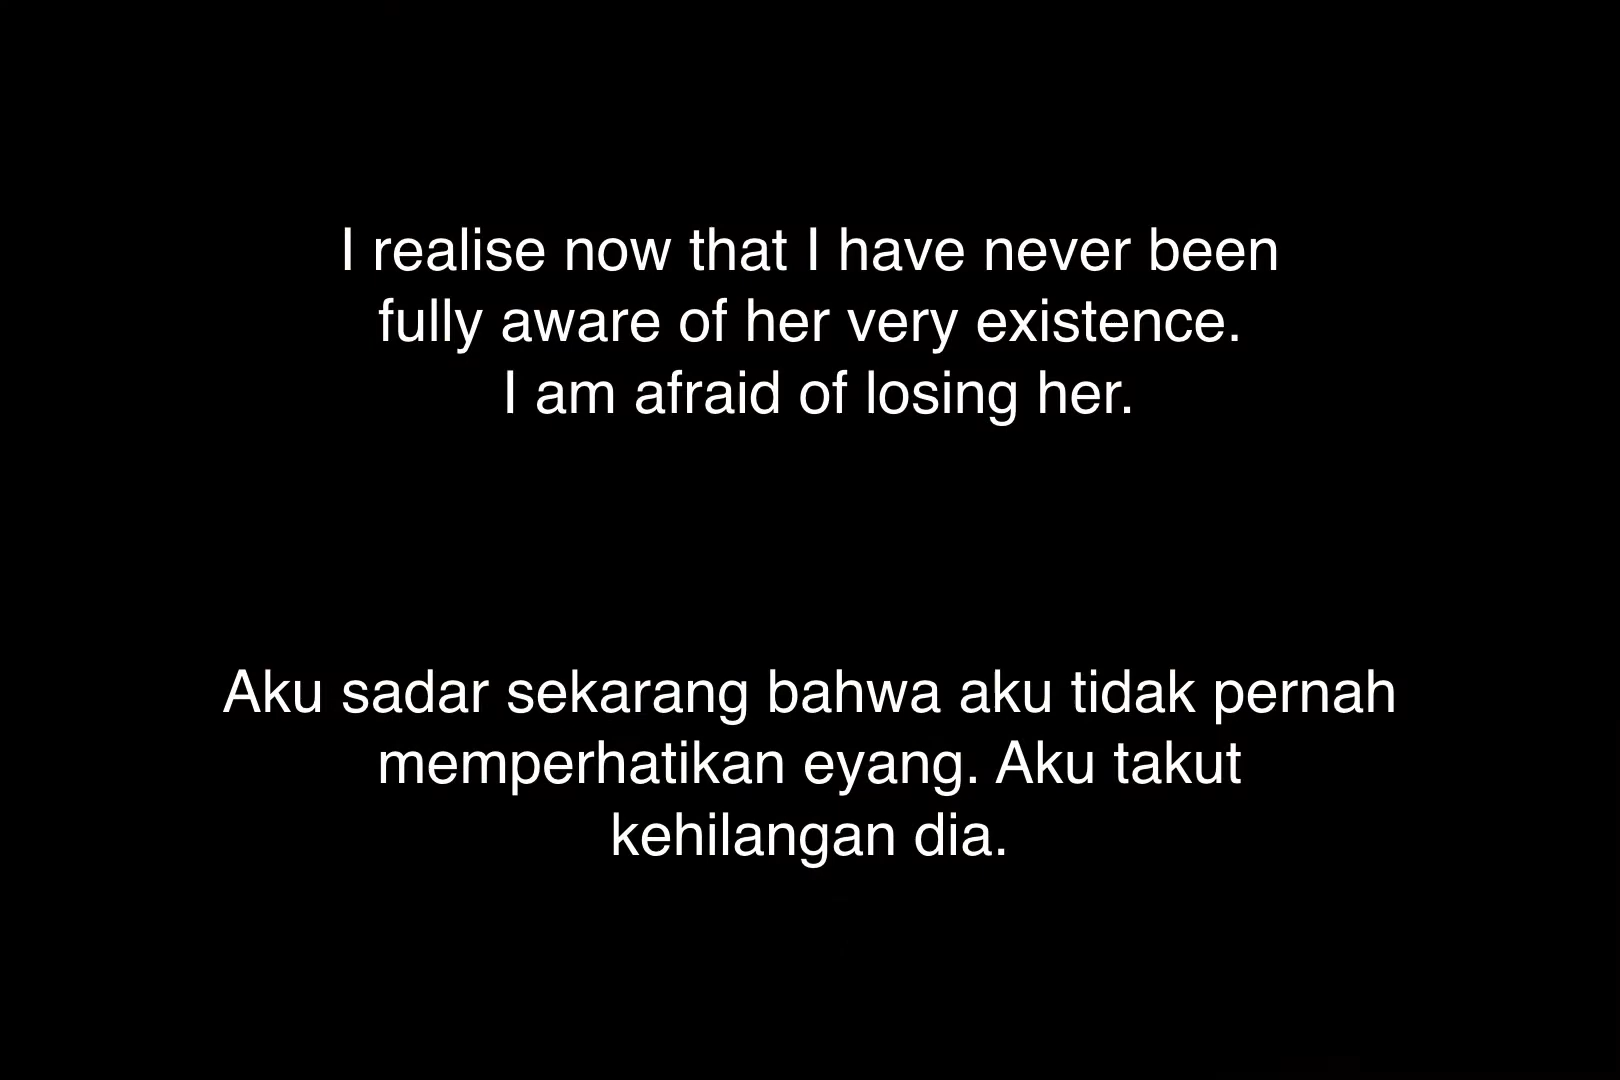 I realise now that I have never been
fully aware of her very existence.
I am afraid of losing her.
Aku sadar sekarang bahwa aku tidak pernah
memperhatikan eyang. Aku takut
kehilangan dia.